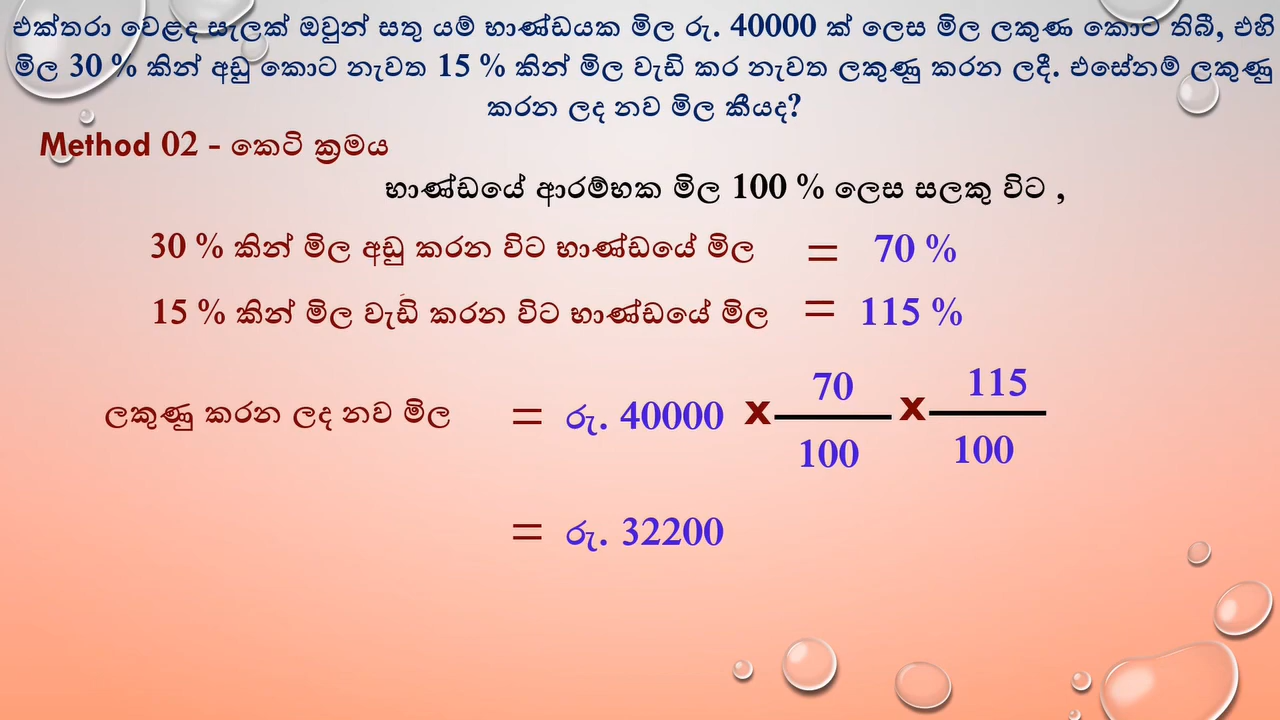 එක්තරා වෙළද සැලක් ඔවුන් සතු යම් භාණ්ඩයක මිල රු. 40000 ක් ලෙස මිල ලකුණ කොට තිබී, එහි
මිල 30 % කින් අඩු කොට නැවත 15 % කින් මිල වැඩි කර නැවත ලකුණු කරන ලදී. එසේනම් ලකුණු
කරන ලද නව මිල කීයද?
Method 02 - කෙටි ක්‍රමය
භාණ්ඩයේ ආරම්භක මිල 100 % ලෙස සලකු විට ,
30 % කින් මිල අඩු කරන විට භාණ්ඩයේ මිල = 70 %
15 % කින් මිල වැඩි කරන විට භාණ්ඩයේ මිල = 115 %
70 115
ලකුණු කරන ලද නව මිල = රු. 40000 x x
100 100
= රු. 32200